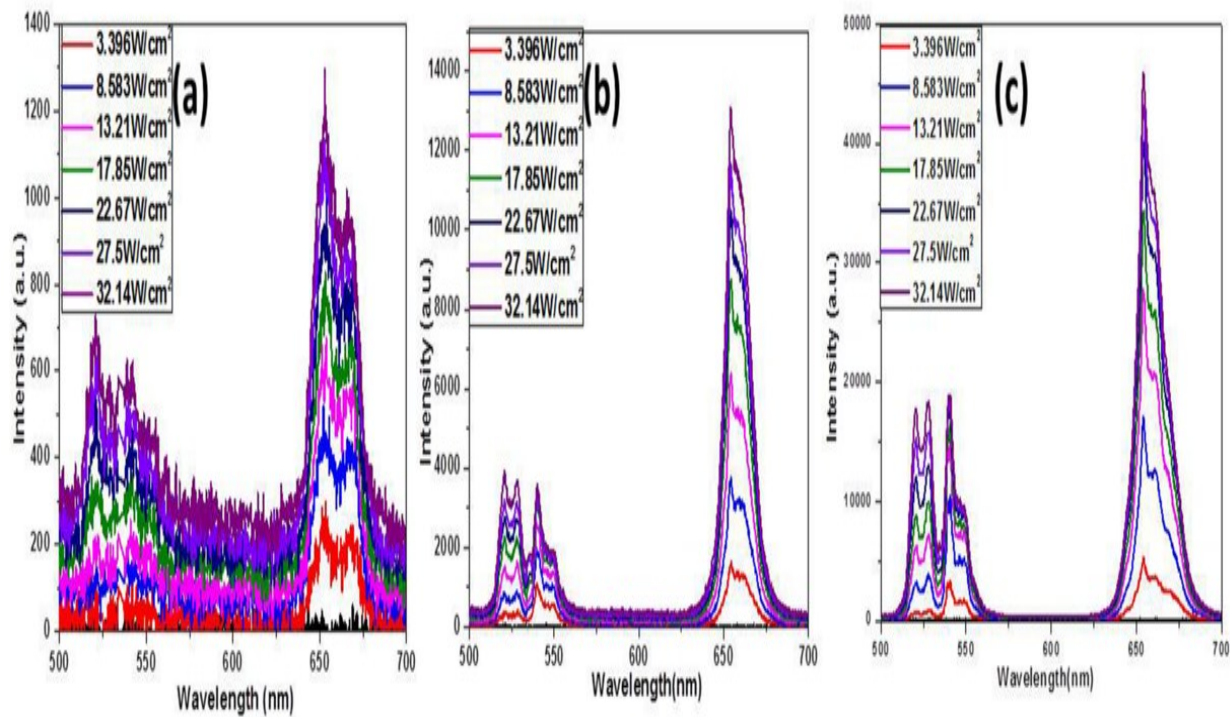 1400
1200
1000
800
600
400
200
0
Intensity (a.u.)
3.396W/cm²
8.583W/cm²
13.21W/cm²
17.85W/cm²
22.67W/cm²
27.5W/cm²
32.14W/cm²
(a)
500
550
600
650
700
Wavelength (nm)
14000
12000
10000
8000
6000
4000
2000
0
Intensity (a.u.)
3.396W/cm²
8.583W/cm²
13.21W/cm²
17.85W/cm²
22.67W/cm²
27.5W/cm²
32.14W/cm²
(b)
500
550
600
650
700
Wavelength(nm)
50000
40000
30000
20000
10000
0
Intensity (a.u.)
3.396W/cm²
8.583W/cm²
13.21W/cm²
17.85W/cm²
22.67W/cm²
27.5W/cm²
32.14W/cm²
(c)
500
550
600
650
700
Wavelength(nm)